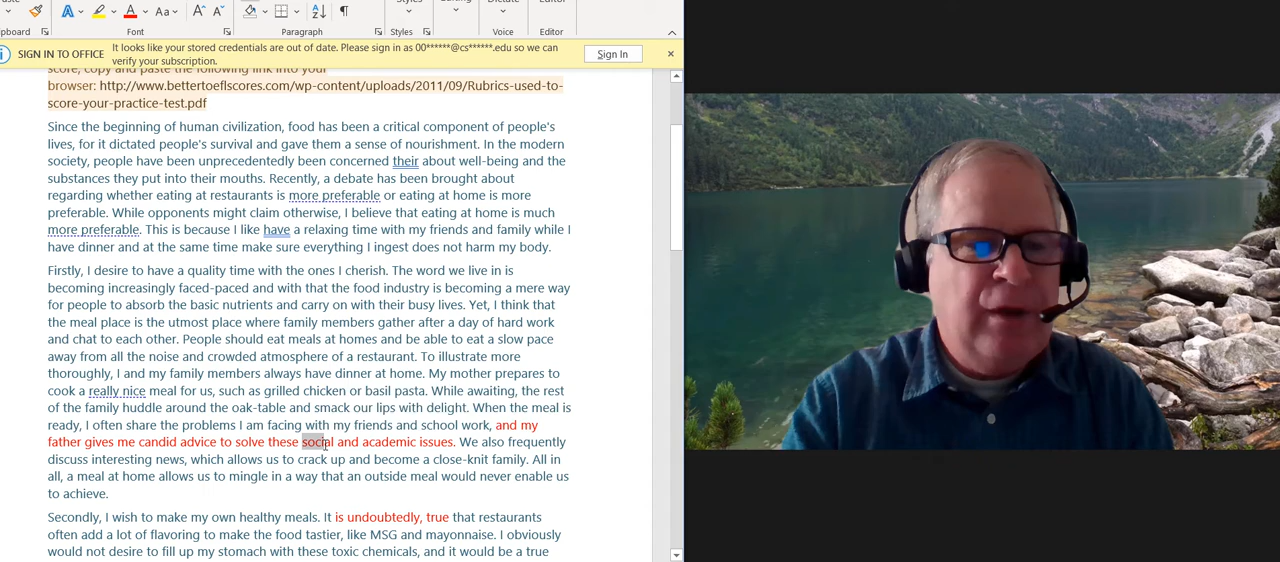 Styles
Dictate
Editor
Font
Paragraph
Styles
Voice
Editor
SIGN IN TO OFFICE
It looks like your stored credentials are out of date. Please sign in as 00******@cs******.edu so we can
verify your subscription.
Sign In
score, copy and paste the following link into your
browser: http://www.bettertoeflscores.com/wp-content/uploads/2011/09/Rubrics-used-to-
score-your-practice-test.pdf
Since the beginning of human civilization, food has been a critical component of people's
lives, for it dictated people's survival and gave them a sense of nourishment. In the modern
society, people have been unprecedentedly been concerned their about well-being and the
substances they put into their mouths. Recently, a debate has been brought about
regarding whether eating at restaurants is more preferable or eating at home is more
preferable. While opponents might claim otherwise, I believe that eating at home is much
more preferable. This is because I like have a relaxing time with my friends and family while I
have dinner and at the same time make sure everything I ingest does not harm my body.
Firstly, I desire to have a quality time with the ones I cherish. The word we live in is
becoming increasingly faced-paced and with that the food industry is becoming a mere way
for people to absorb the basic nutrients and carry on with their busy lives. Yet, I think that
the meal place is the utmost place where family members gather after a day of hard work
and chat to each other. People should eat meals at homes and be able to eat a slow pace
away from all the noise and crowded atmosphere of a restaurant. To illustrate more
thoroughly, I and my family members always have dinner at home. My mother prepares to
cook a really nice meal for us, such as grilled chicken or basil pasta. While awaiting, the rest
of the family huddle around the oak-table and smack our lips with delight. When the meal is
ready, I often share the problems I am facing with my friends and school work, and my
father gives me candid advice to solve these social and academic issues. We also frequently
discuss interesting news, which allows us to crack up and become a close-knit family. All in
all, a meal at home allows us to mingle in a way that an outside meal would never enable us
to achieve.
Secondly, I wish to make my own healthy meals. It is undoubtedly, true that restaurants
often add a lot of flavoring to make the food tastier, like MSG and mayonnaise. I obviously
would not desire to fill up my stomach with these toxic chemicals, and it would be a true